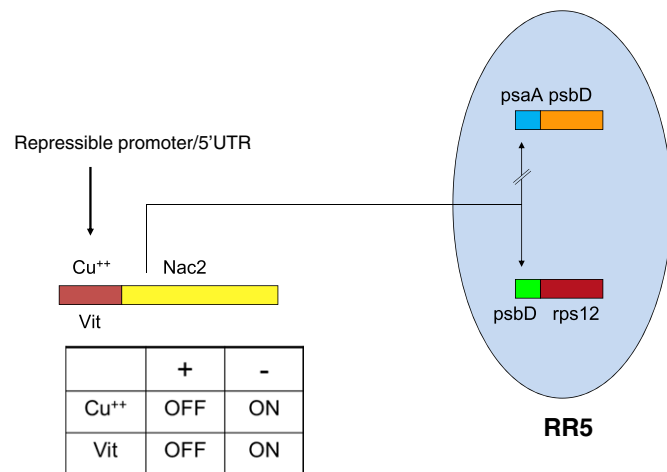 psaA psbD
Repressible promoter/5'UTR
Cu++ Nac2
Vit
psbD rps12
+ -
Cu++ OFF ON
Vit OFF ON
RR5